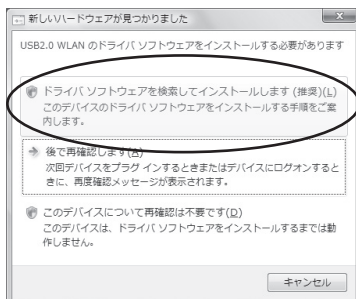 新しいハードウェアが見つかりました
USB2.0 WLAN のドライバ ソフトウェアをインストールする必要があります
ドライバ ソフトウェアを検索してインストールします (推奨)(L)
このデバイスのドライバ ソフトウェアをインストールする手順をご案
内します。
後で再確認します(A)
次回デバイスをプラグ インするときまたはデバイスにログオンすると
きに、再度確認メッセージが表示されます。
このデバイスについて再確認は不要です(D)
このデバイスは、ドライバ ソフトウェアをインストールするまでは動
作しません。
キャンセル